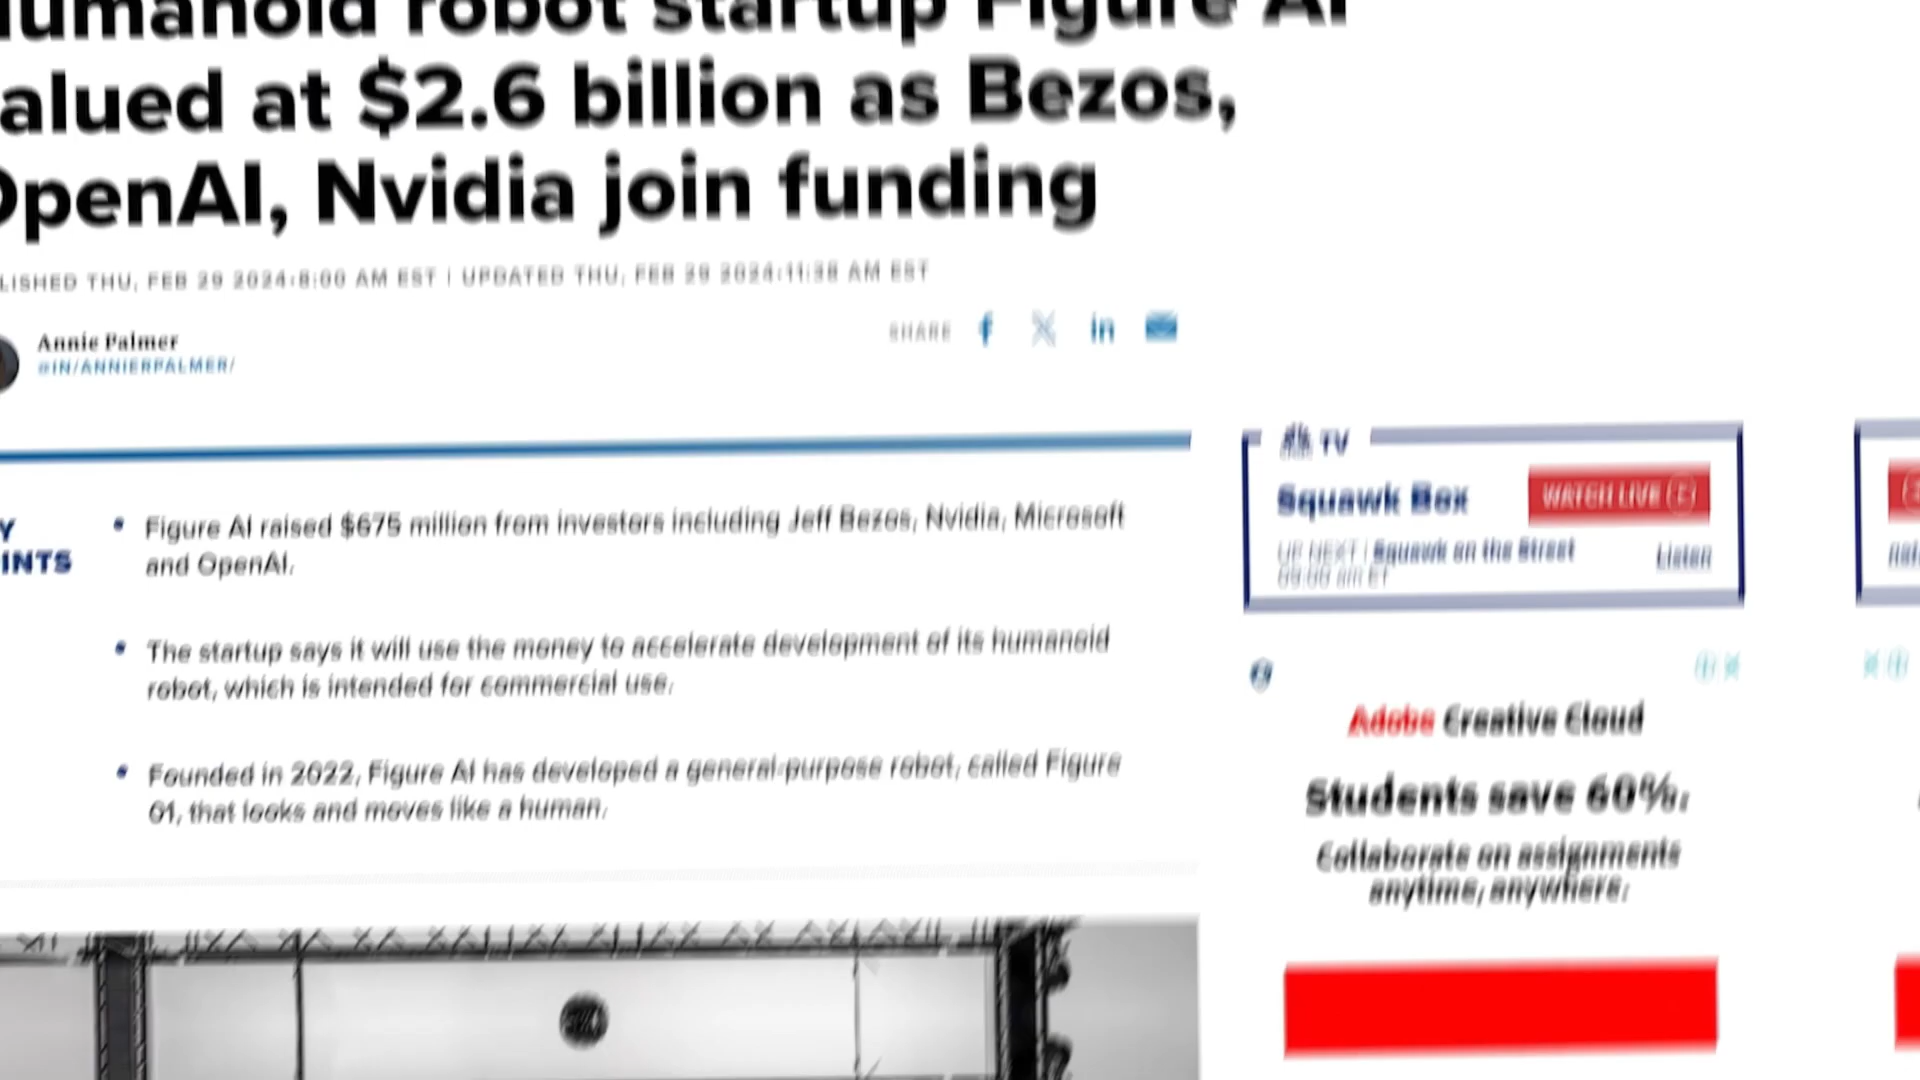 umanoid robot startup Figure AI
alued at $2.6 billion as Bezos,
OpenAI, Nvidia join funding
LISHED THU, FEB 29 2024·8:00 AM EST | UPDATED THU, FEB 29 2024·11:38 AM EST
Annie Palmer
@IN/ANNIERPALMER/
SHARE
Y
INTS
Figure AI raised $675 million from investors including Jeff Bezos, Nvidia, Microsoft
and OpenAI.
The startup says it will use the money to accelerate development of its humanoid
robot, which is intended for commercial use.
Founded in 2022, Figure AI has developed a general-purpose robot, called Figure
01, that looks and moves like a human.
TV
Squawk Box
WATCH LIVE
UP NEXT | Squawk on the Street
09:00 am ET
Listen
Adobe Creative Cloud
Students save 60%.
Collaborate on assignments
anytime, anywhere.